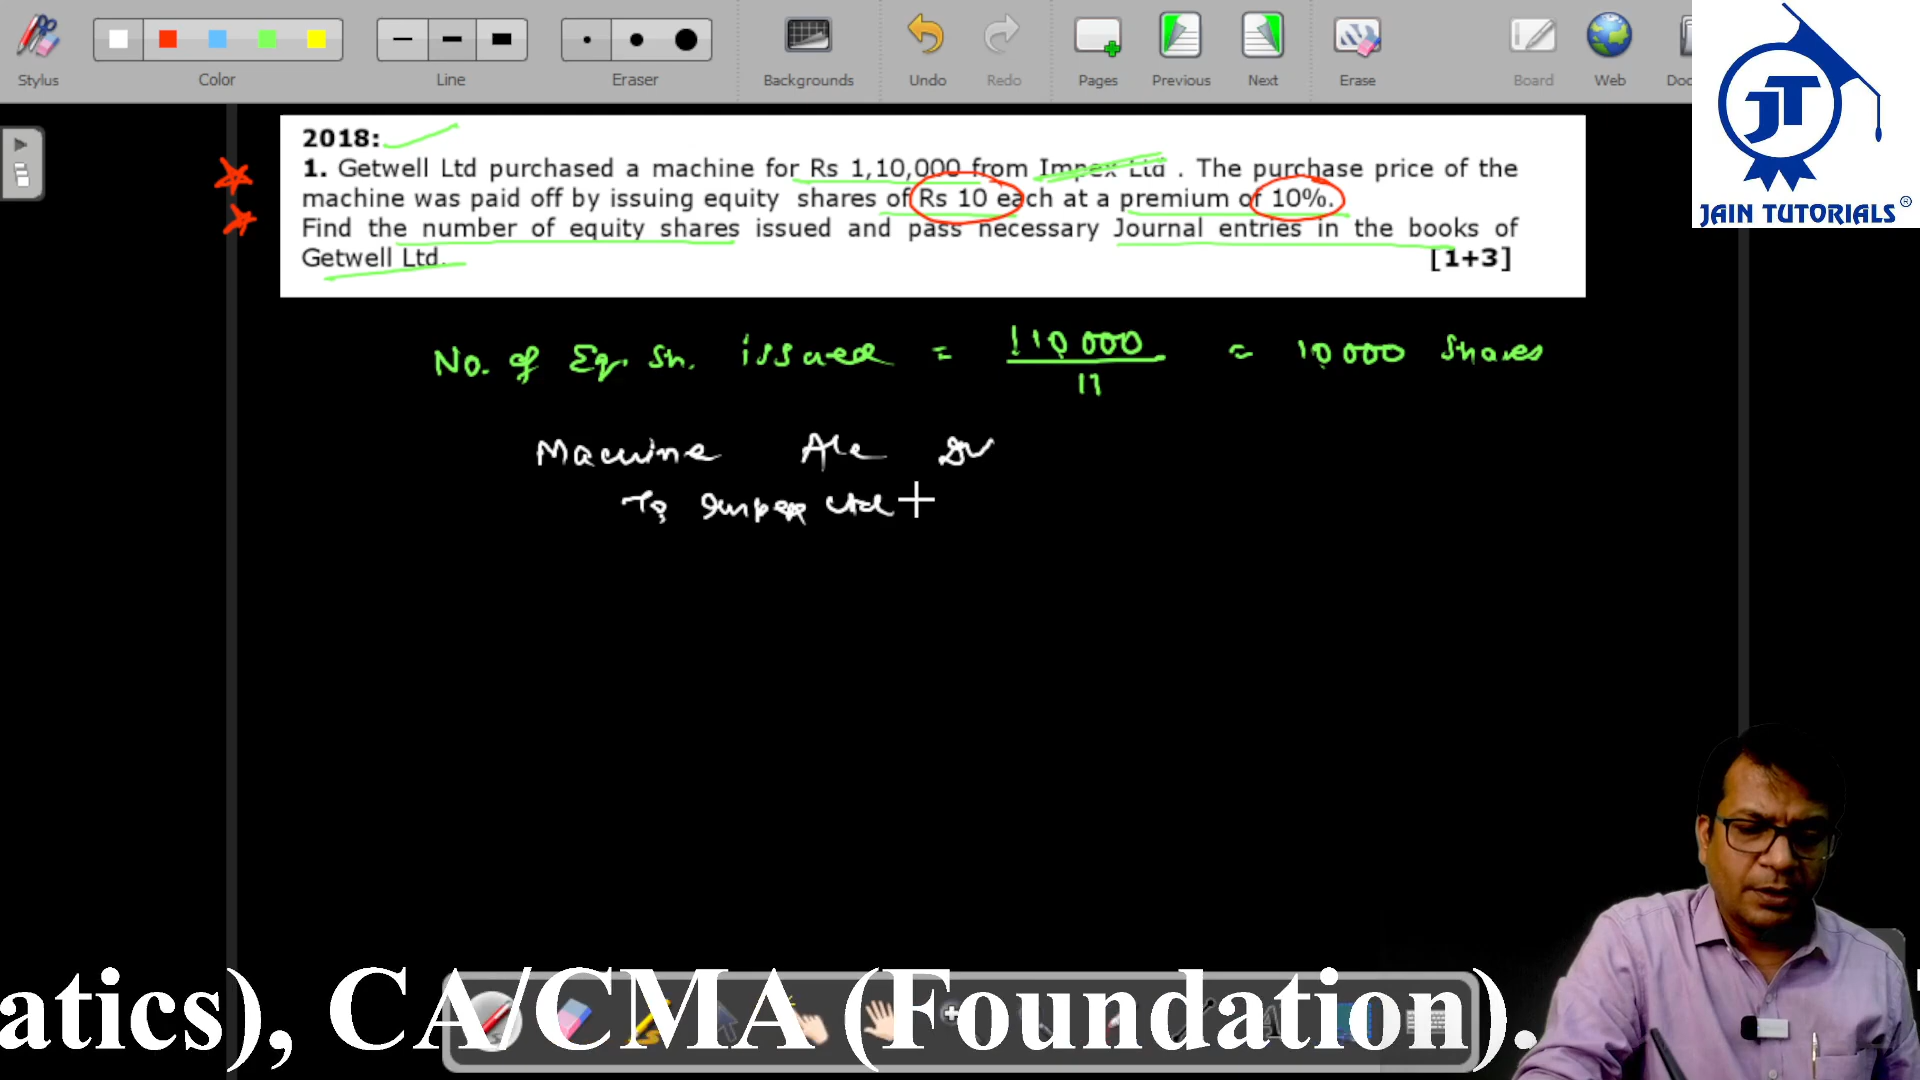 Stylus Color Line Eraser Backgrounds Undo Redo Pages Previous Next Erase Board Web
JT
JAIN TUTORIALS®
2018:
1. Getwell Ltd purchased a machine for Rs 1,10,000 from Impex Ltd . The purchase price of the
machine was paid off by issuing equity shares of Rs 10 each at a premium of 10%.
Find the number of equity shares issued and pass necessary Journal entries in the books of
Getwell Ltd. [1+3]
No. of Eq. Sh. issued = 110000 / 11 = 10000 Shares
Machine A/c Dr
To Impex Ltd
atics), CA/CMA (Foundation).